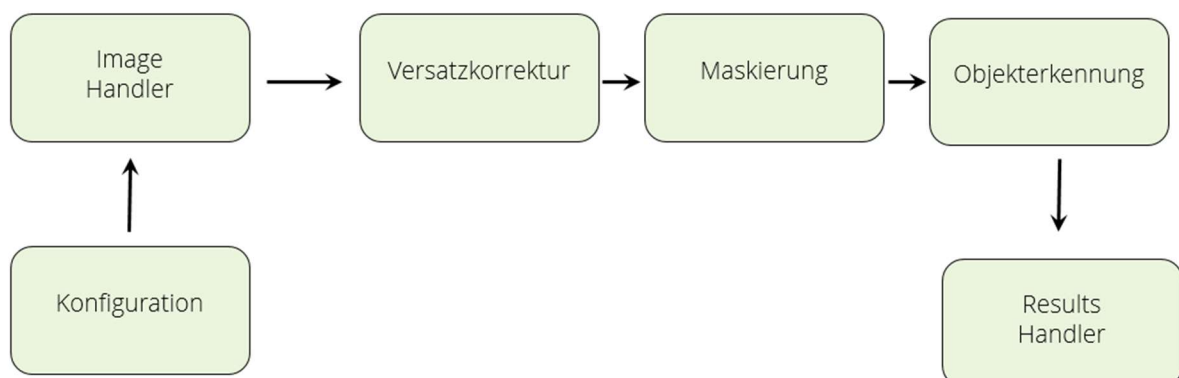 Image
Handler
Versatzkorrektur
Maskierung
Objekterkennung
Konfiguration
Results
Handler